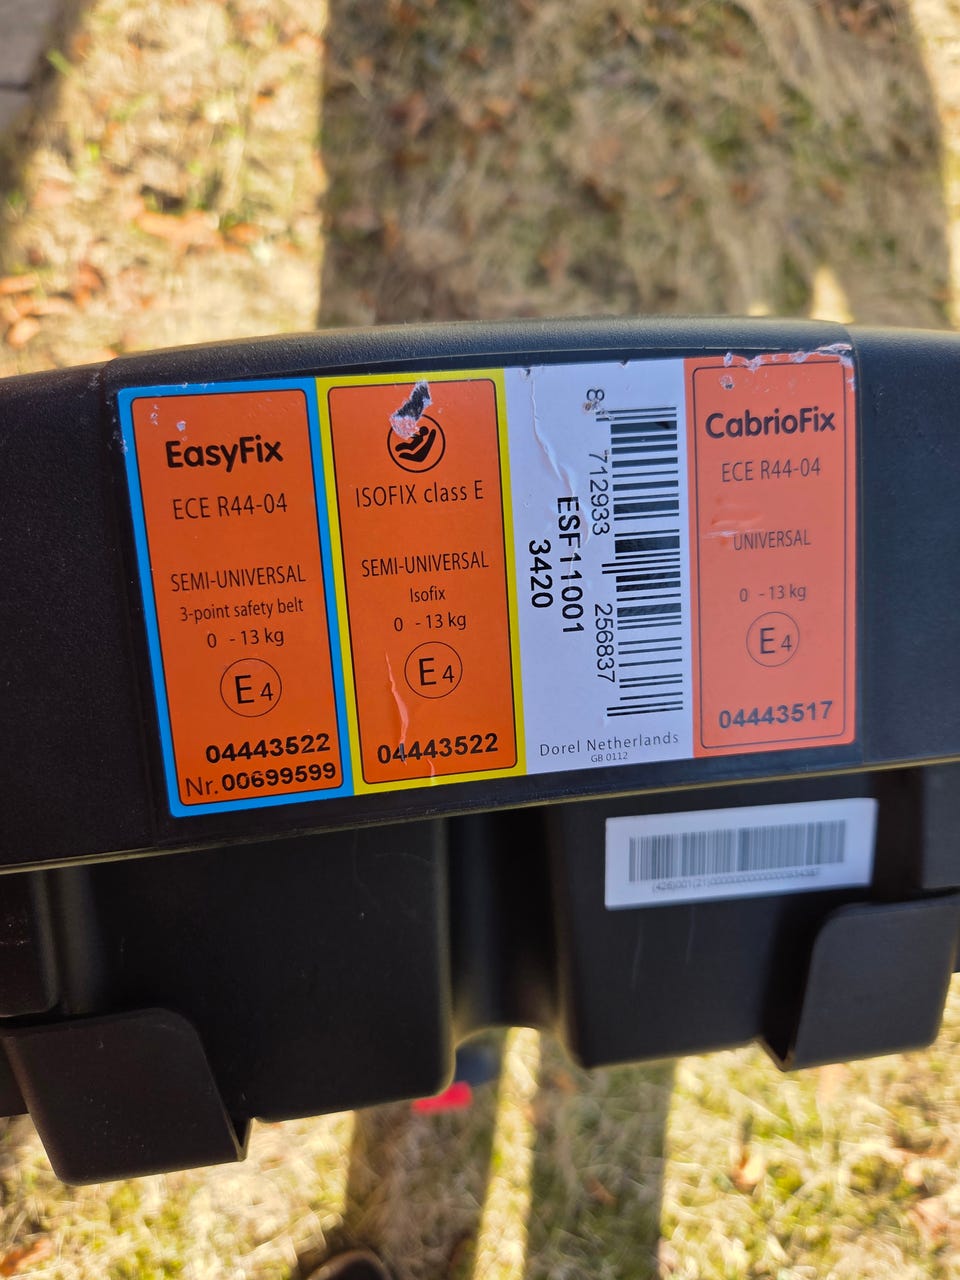 EasyFix
ECE R44-04
SEMI-UNIVERSAL
3-point safety belt
0 - 13 kg
E4
04443522
Nr. 00699599
ISOFIX class E
SEMI-UNIVERSAL
Isofix
0 - 13 kg
E4
04443522
8 712933 256837
ESF11001
3420
Dorel Netherlands
GB 0112
CabrioFix
ECE R44-04
UNIVERSAL
0 - 13 kg
E4
04443517